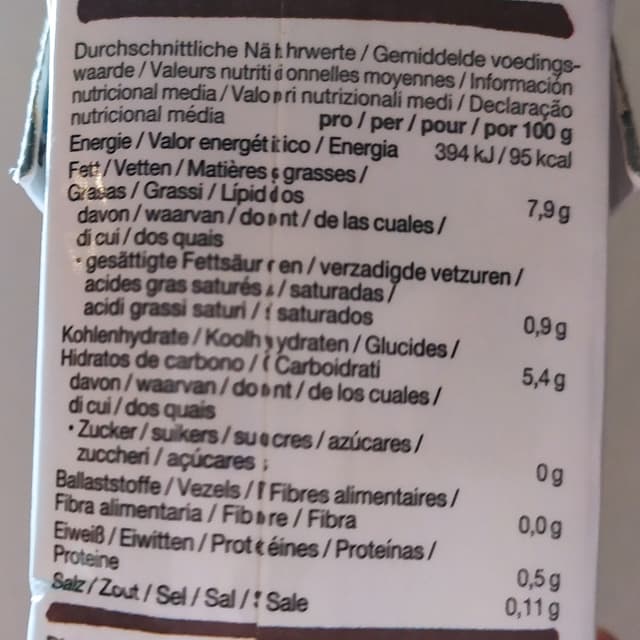 Durchschnittliche Nährwerte / Gemiddelde voedings-
waarde / Valeurs nutritionnelles moyennes / Información
nutricional media / Valori nutrizionali medi / Declaração
nutricional média pro / per / pour / por 100 g
Energie / Valor energético / Energia 394 kJ / 95 kcal
Fett / Vetten / Matières grasses /
Grasas / Grassi / Lípidos 7,9 g
davon / waarvan / dont / de las cuales /
di cui / dos quais
· gesättigte Fettsäuren / verzadigde vetzuren /
acides gras saturés / saturadas /
acidi grassi saturi / saturados 0,9 g
Kohlenhydrate / Koolhydraten / Glucides /
Hidratos de carbono / Carboidrati 5,4 g
davon / waarvan / dont / de los cuales /
di cui / dos quais
· Zucker / suikers / sucres / azúcares /
zuccheri / açúcares 0 g
Ballaststoffe / Vezels / Fibres alimentaires /
Fibra alimentaria / Fibre / Fibra 0,0 g
Eiweiß / Eiwitten / Protéines / Proteínas /
Proteine 0,5 g
Salz / Zout / Sel / Sal / Sale 0,11 g